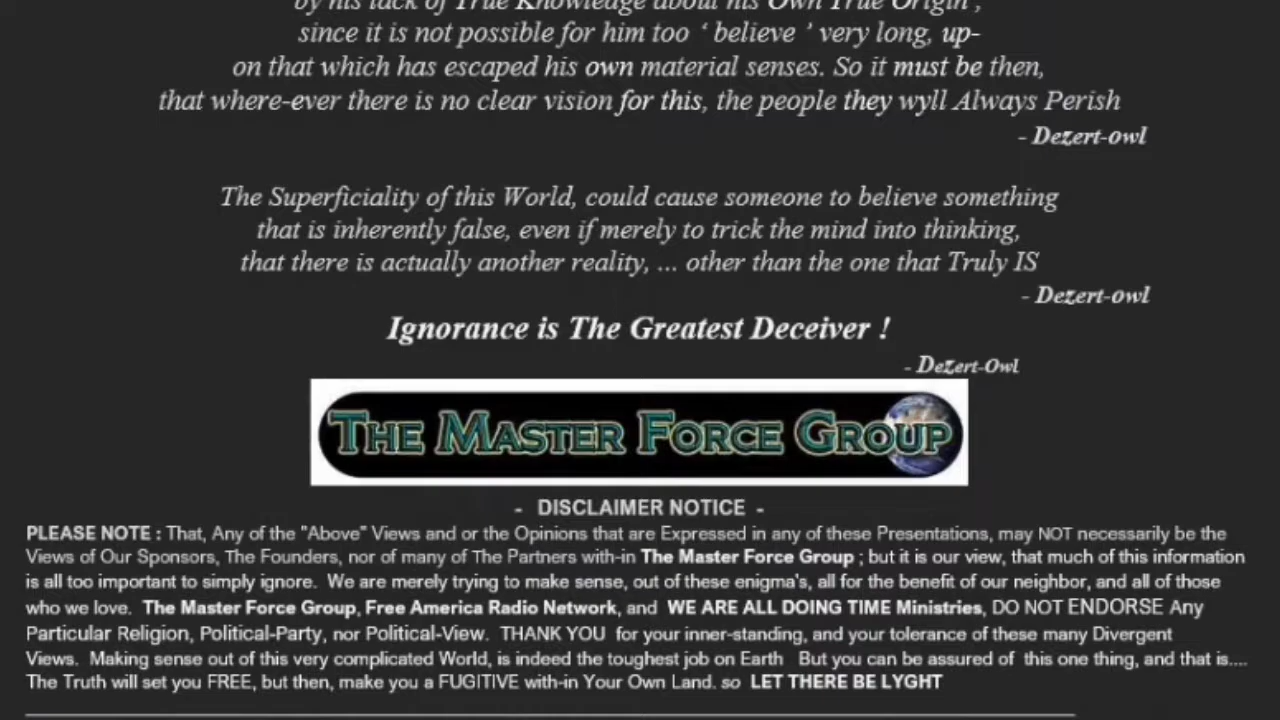 by his lack of True Knowledge about his Own True Origin ,
since it is not possible for him too ‘ believe ’ very long, up-
on that which has escaped his own material senses. So it must be then,
that where-ever there is no clear vision for this, the people they wyll Always Perish
- Dezert-owl
The Superficiality of this World, could cause someone to believe something
that is inherently false, even if merely to trick the mind into thinking,
that there is actually another reality, ... other than the one that Truly IS
- Dezert-owl
Ignorance is The Greatest Deceiver !
- Dezert-Owl
THE MASTER FORCE GROUP
- DISCLAIMER NOTICE -
PLEASE NOTE : That, Any of the "Above" Views and or the Opinions that are Expressed in any of these Presentations, may NOT necessarily be the
Views of Our Sponsors, The Founders, nor of many of The Partners with-in The Master Force Group ; but it is our view, that much of this information
is all too important to simply ignore. We are merely trying to make sense, out of these enigma's, all for the benefit of our neighbor, and all of those
who we love. The Master Force Group, Free America Radio Network, and WE ARE ALL DOING TIME Ministries, DO NOT ENDORSE Any
Particular Religion, Political-Party, nor Political-View. THANK YOU for your inner-standing, and your tolerance of these many Divergent
Views. Making sense out of this very complicated World, is indeed the toughest job on Earth But you can be assured of this one thing, and that is....
The Truth will set you FREE, but then, make you a FUGITIVE with-in Your Own Land. so LET THERE BE LYGHT